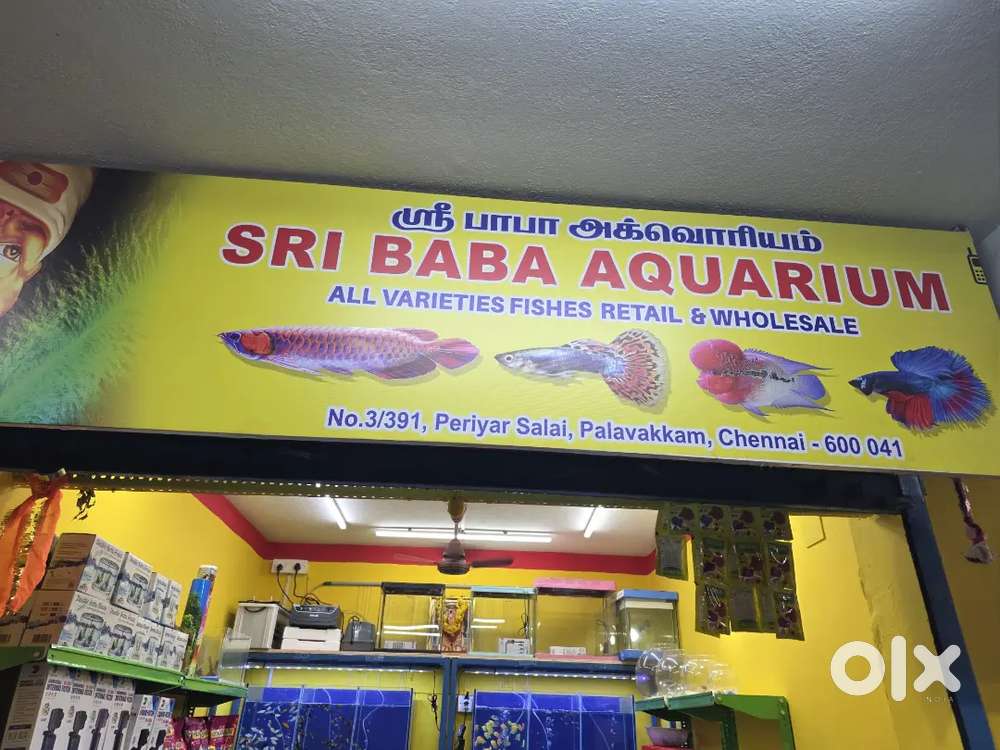 ஸ்ரீ பாபா அக்வொரியம்
SRI BABA AQUARIUM
ALL VARIETIES FISHES RETAIL & WHOLESALE
No.3/391, Periyar Salai, Palavakkam, Chennai - 600 041
olx
INDIA